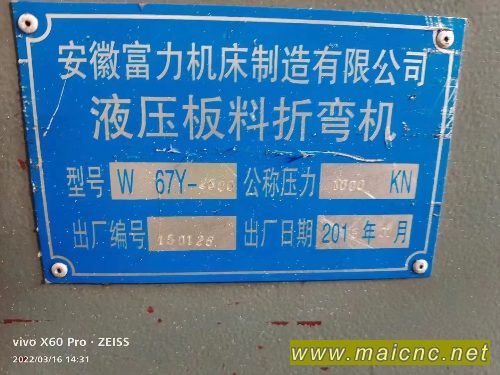 安徽富力机床制造有限公司
液压板料折弯机
型号 W 67Y- 公称压力 KN
出厂编号 150128 出厂日期 201 年 月
vivo X60 Pro · ZEISS
2022/03/16 14:31
www.maicnc.net